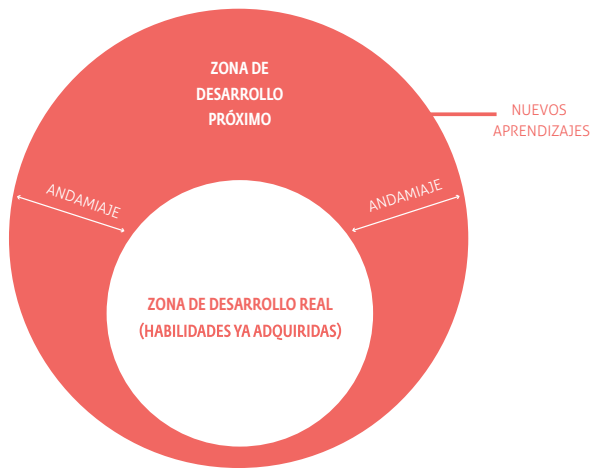 ZONA DE
DESARROLLO
PRÓXIMO
NUEVOS
APRENDIZAJES
ANDAMIAJE
ANDAMIAJE
ZONA DE DESARROLLO REAL
(HABILIDADES YA ADQUIRIDAS)